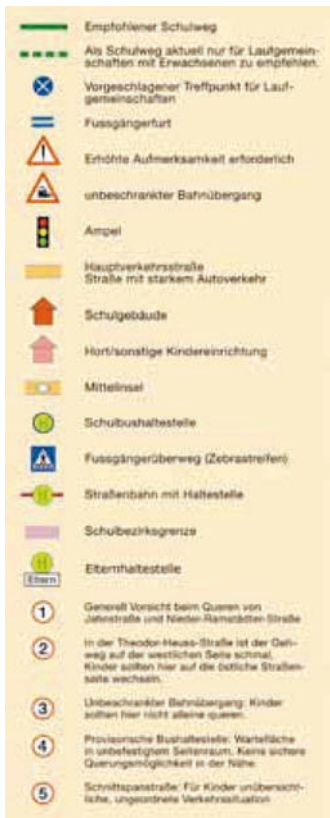 Empfohlener Schulweg
Als Schulweg aktuell nur für Laufgemein-
schaften mit Erwachsenen zu empfehlen.
Vorgeschlagener Treffpunkt für Lauf-
gemeinschaften
Fussgängerfurt
Erhöhte Aufmerksamkeit erforderlich
unbeschrankter Bahnübergang
Ampel
Hauptverkehrsstraße
Straße mit starkem Autoverkehr
Schulgebäude
Hort/sonstige Kindereinrichtung
Mittelinsel
H
Schulbushaltestelle
Fussgängerüberweg (Zebrastreifen)
H
Straßenbahn mit Haltestelle
Schulbezirksgrenze
H
Eltern
Elternhaltestelle
1
Generell Vorsicht beim Queren von
Jahnstraße und Nieder-Ramstädter-Straße
2
In der Theodor-Heuss-Straße ist der Geh-
weg auf der westlichen Seite schmal,
Kinder sollten hier auf die östliche Straßen-
seite wechseln.
3
Unbeschrankter Bahnübergang: Kinder
sollten hier nicht alleine queren.
4
Provisorische Bushaltestelle: Wartefläche
in unbefestigtem Seitenraum. Keine sichere
Querungsmöglichkeit in der Nähe.
5
Schnittspanstraße: Für Kinder unübersicht-
liche, ungeordnete Verkehrssituation